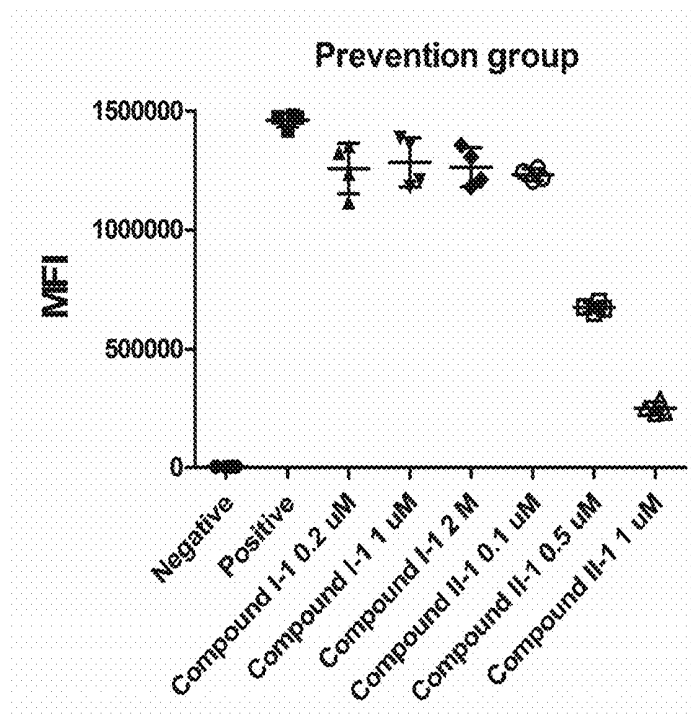 Prevention group
1500000
1000000
500000
0
MFI
Negative
Positive
Compound I-1 0.2 uM
Compound I-1 1 uM
Compound I-1 2 M
Compound II-1 0.1 uM
Compound II-1 0.5 uM
Compound II-1 1 uM